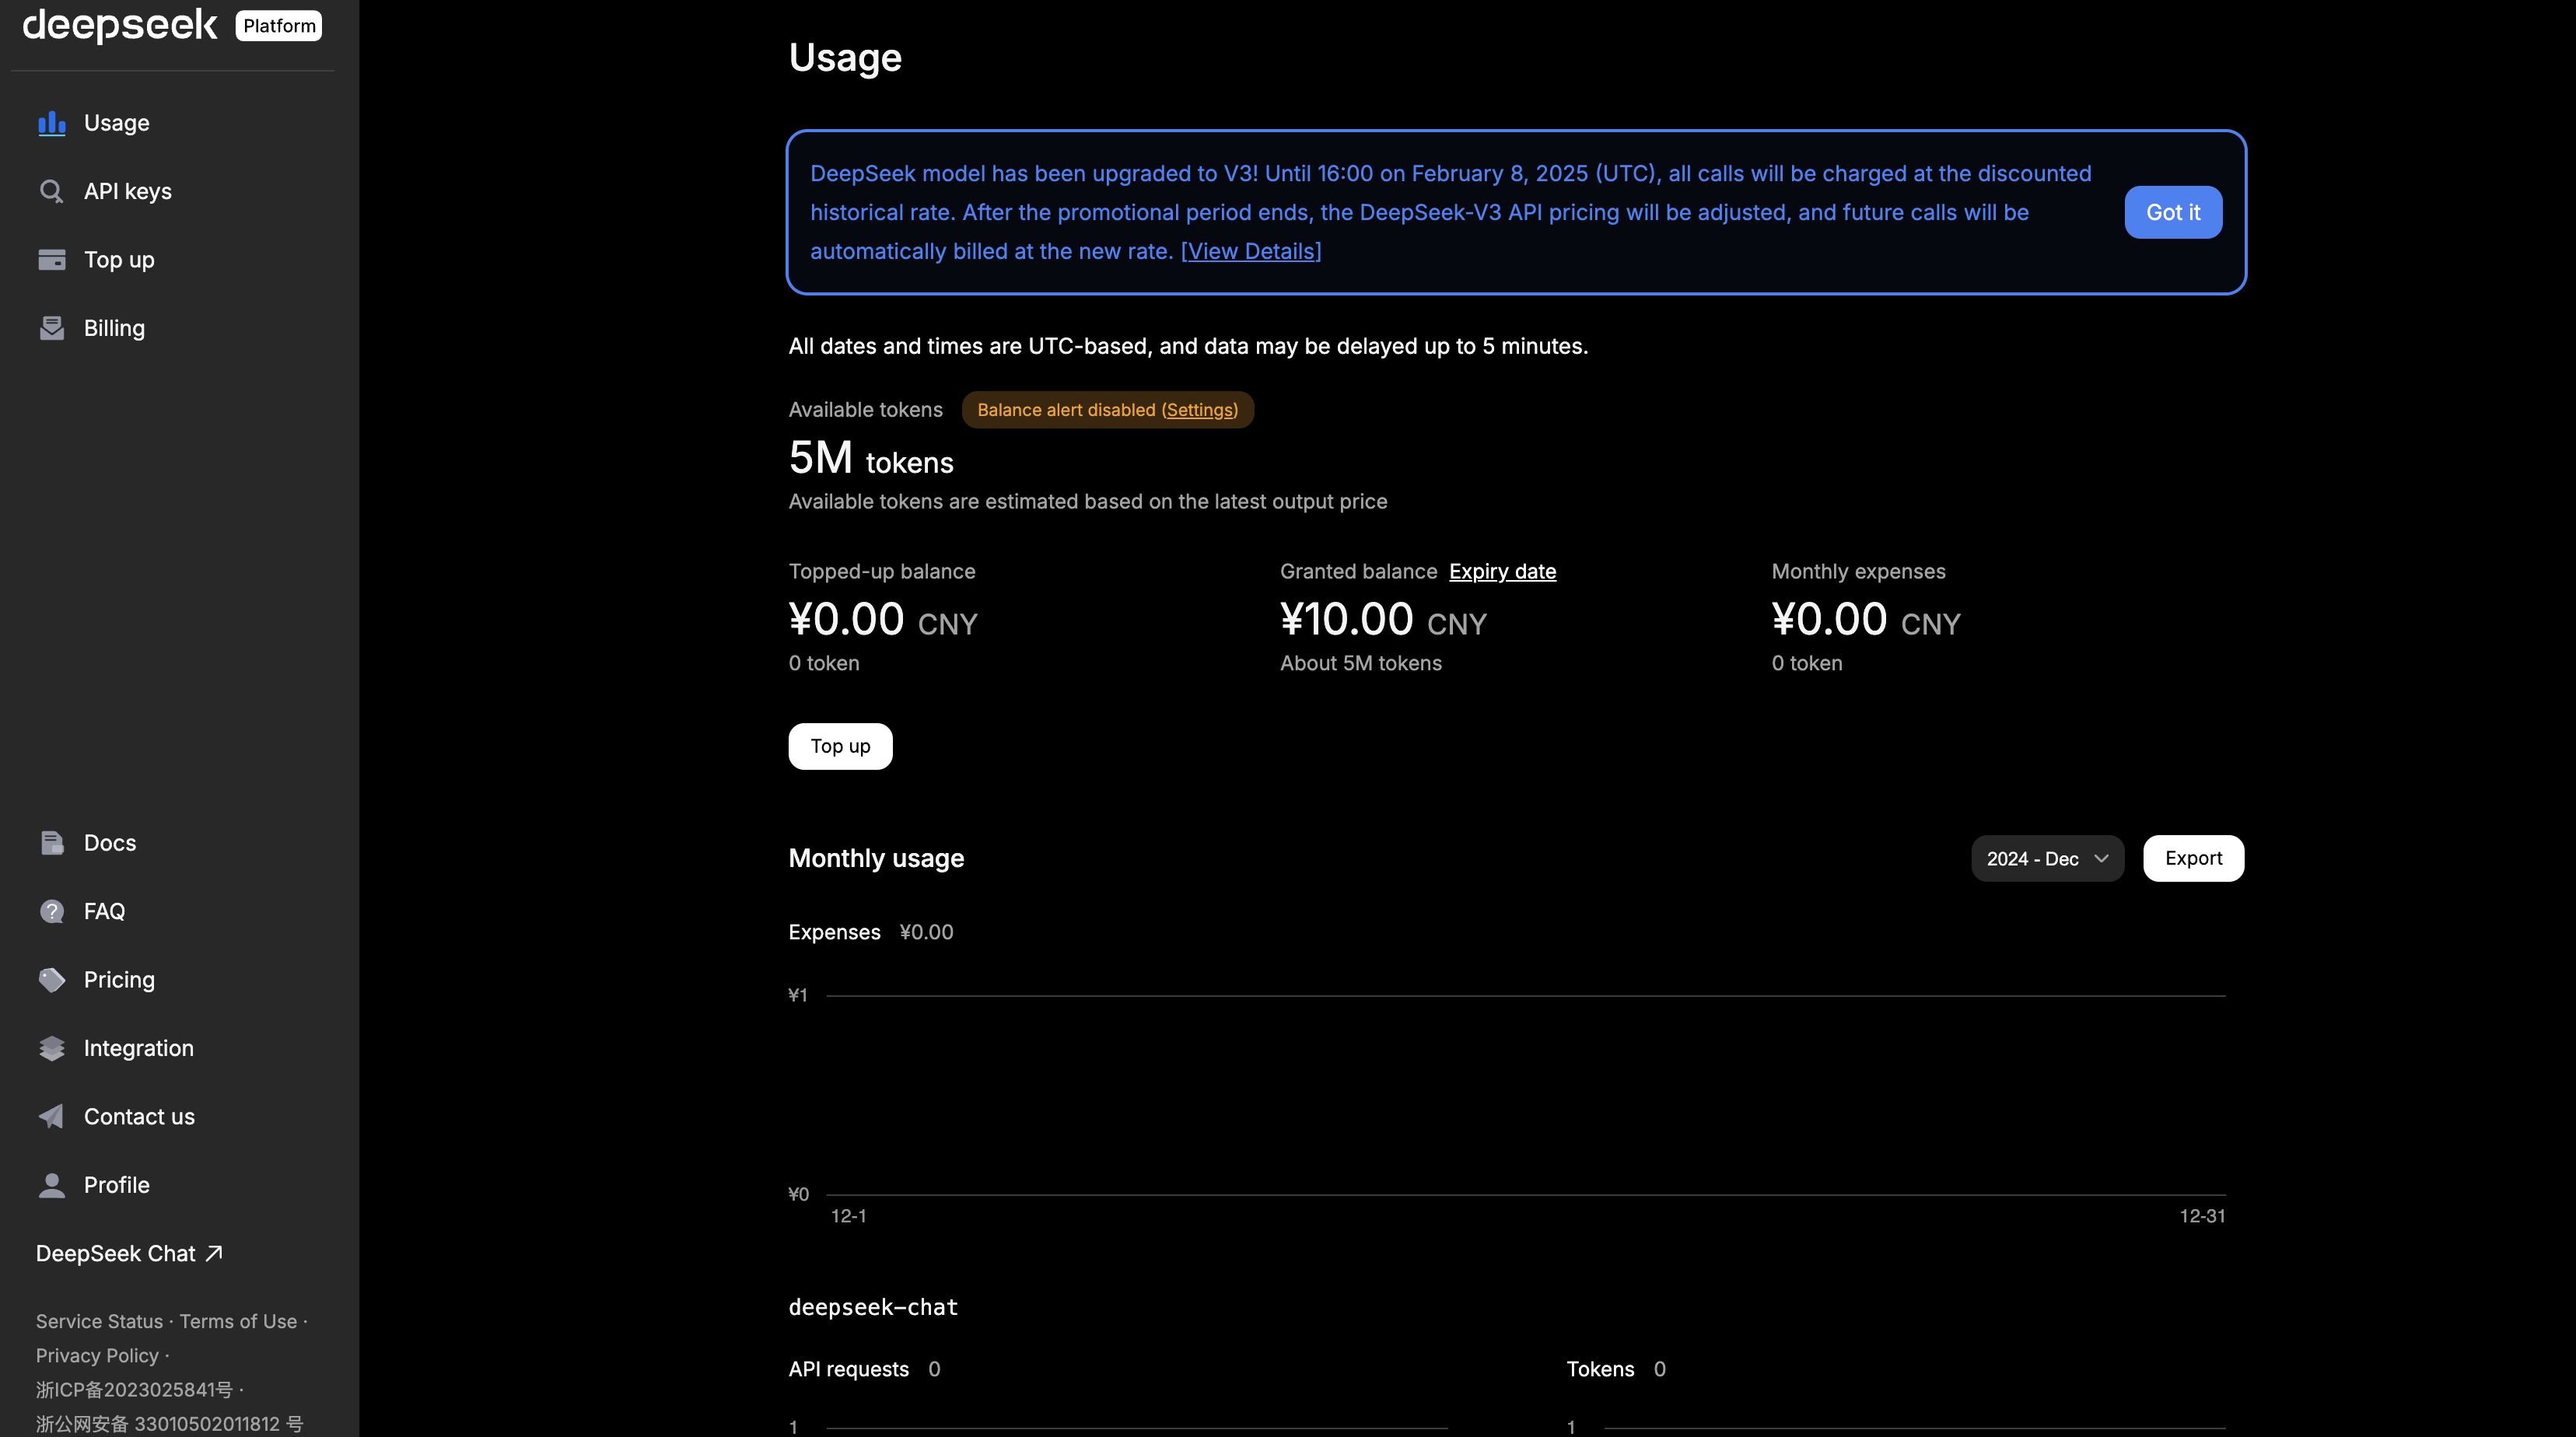 deepseek Platform
Usage
API keys
Top up
Billing
Docs
FAQ
Pricing
Integration
Contact us
Profile
DeepSeek Chat ↗
Service Status · Terms of Use ·
Privacy Policy ·
浙ICP备2023025841号 ·
浙公网安备 33010502011812 号
Usage
DeepSeek model has been upgraded to V3! Until 16:00 on February 8, 2025 (UTC), all calls will be charged at the discounted
historical rate. After the promotional period ends, the DeepSeek-V3 API pricing will be adjusted, and future calls will be
automatically billed at the new rate. [View Details]
Got it
All dates and times are UTC-based, and data may be delayed up to 5 minutes.
Available tokens Balance alert disabled (Settings)
5M tokens
Available tokens are estimated based on the latest output price
Topped-up balance
¥0.00 CNY
0 token
Granted balance Expiry date
¥10.00 CNY
About 5M tokens
Monthly expenses
¥0.00 CNY
0 token
Top up
Monthly usage
2024 - Dec
Export
Expenses ¥0.00
¥1
¥0
12-1
12-31
deepseek-chat
API requests 0
1
Tokens 0
1